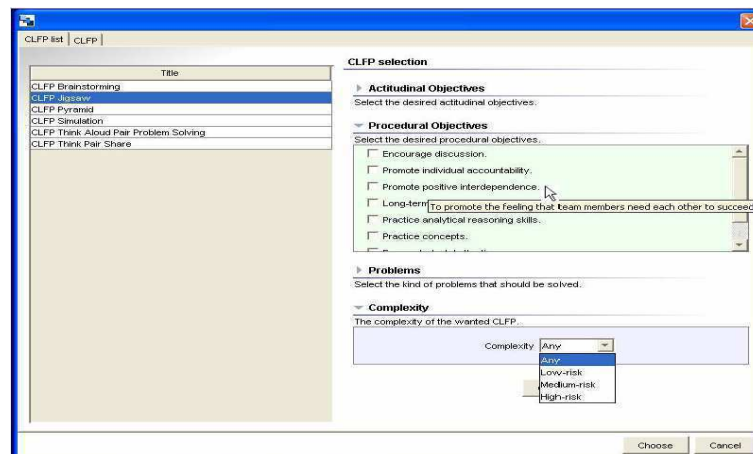 CLFP list
CLFP
Title
CLFP Brainstorming
CLFP Jigsaw
CLFP Pyramid
CLFP Simulation
CLFP Think Aloud Pair Problem Solving
CLFP Think Pair Share
CLFP selection
Actitudinal Objectives
Select the desired actitudinal objectives.
Procedural Objectives
Select the desired procedural objectives.
Encourage discussion.
Promote individual accountability.
Promote positive interdependence.
Long-term
To promote the feeling that team members need each other to succeed
Practice analytical reasoning skills.
Practice concepts.
Problems
Select the kind of problems that should be solved.
Complexity
The complexity of the wanted CLFP.
Complexity Any
Any
Low-risk
Medium-risk
High-risk
Choose Cancel